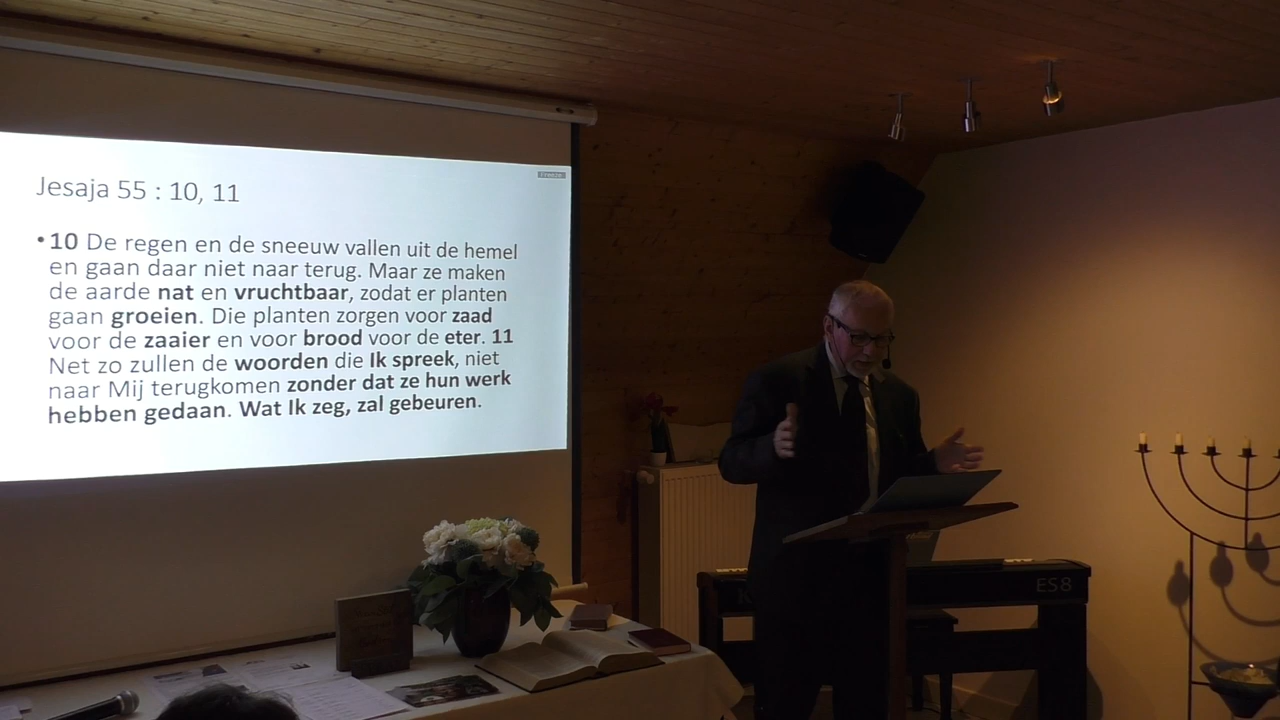 Jesaja 55 : 10, 11
• 10 De regen en de sneeuw vallen uit de hemel
en gaan daar niet naar terug. Maar ze maken
de aarde nat en vruchtbaar, zodat er planten
gaan groeien. Die planten zorgen voor zaad
voor de zaaier en voor brood voor de eter. 11
Net zo zullen de woorden die Ik spreek, niet
naar Mij terugkomen zonder dat ze hun werk
hebben gedaan. Wat Ik zeg, zal gebeuren.
ES8